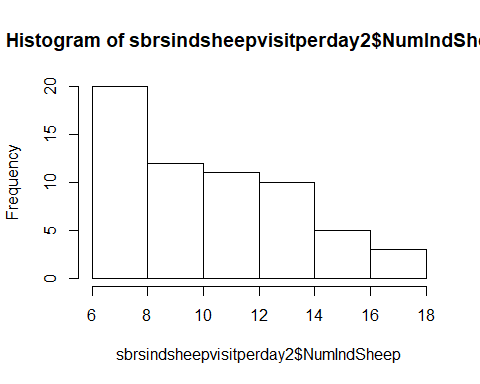 Histogram of sbrsindsheepvisitperday2$NumIndShe
20
15
10
5
0
Frequency
6 8 10 12 14 16 18
sbrsindsheepvisitperday2$NumIndSheep